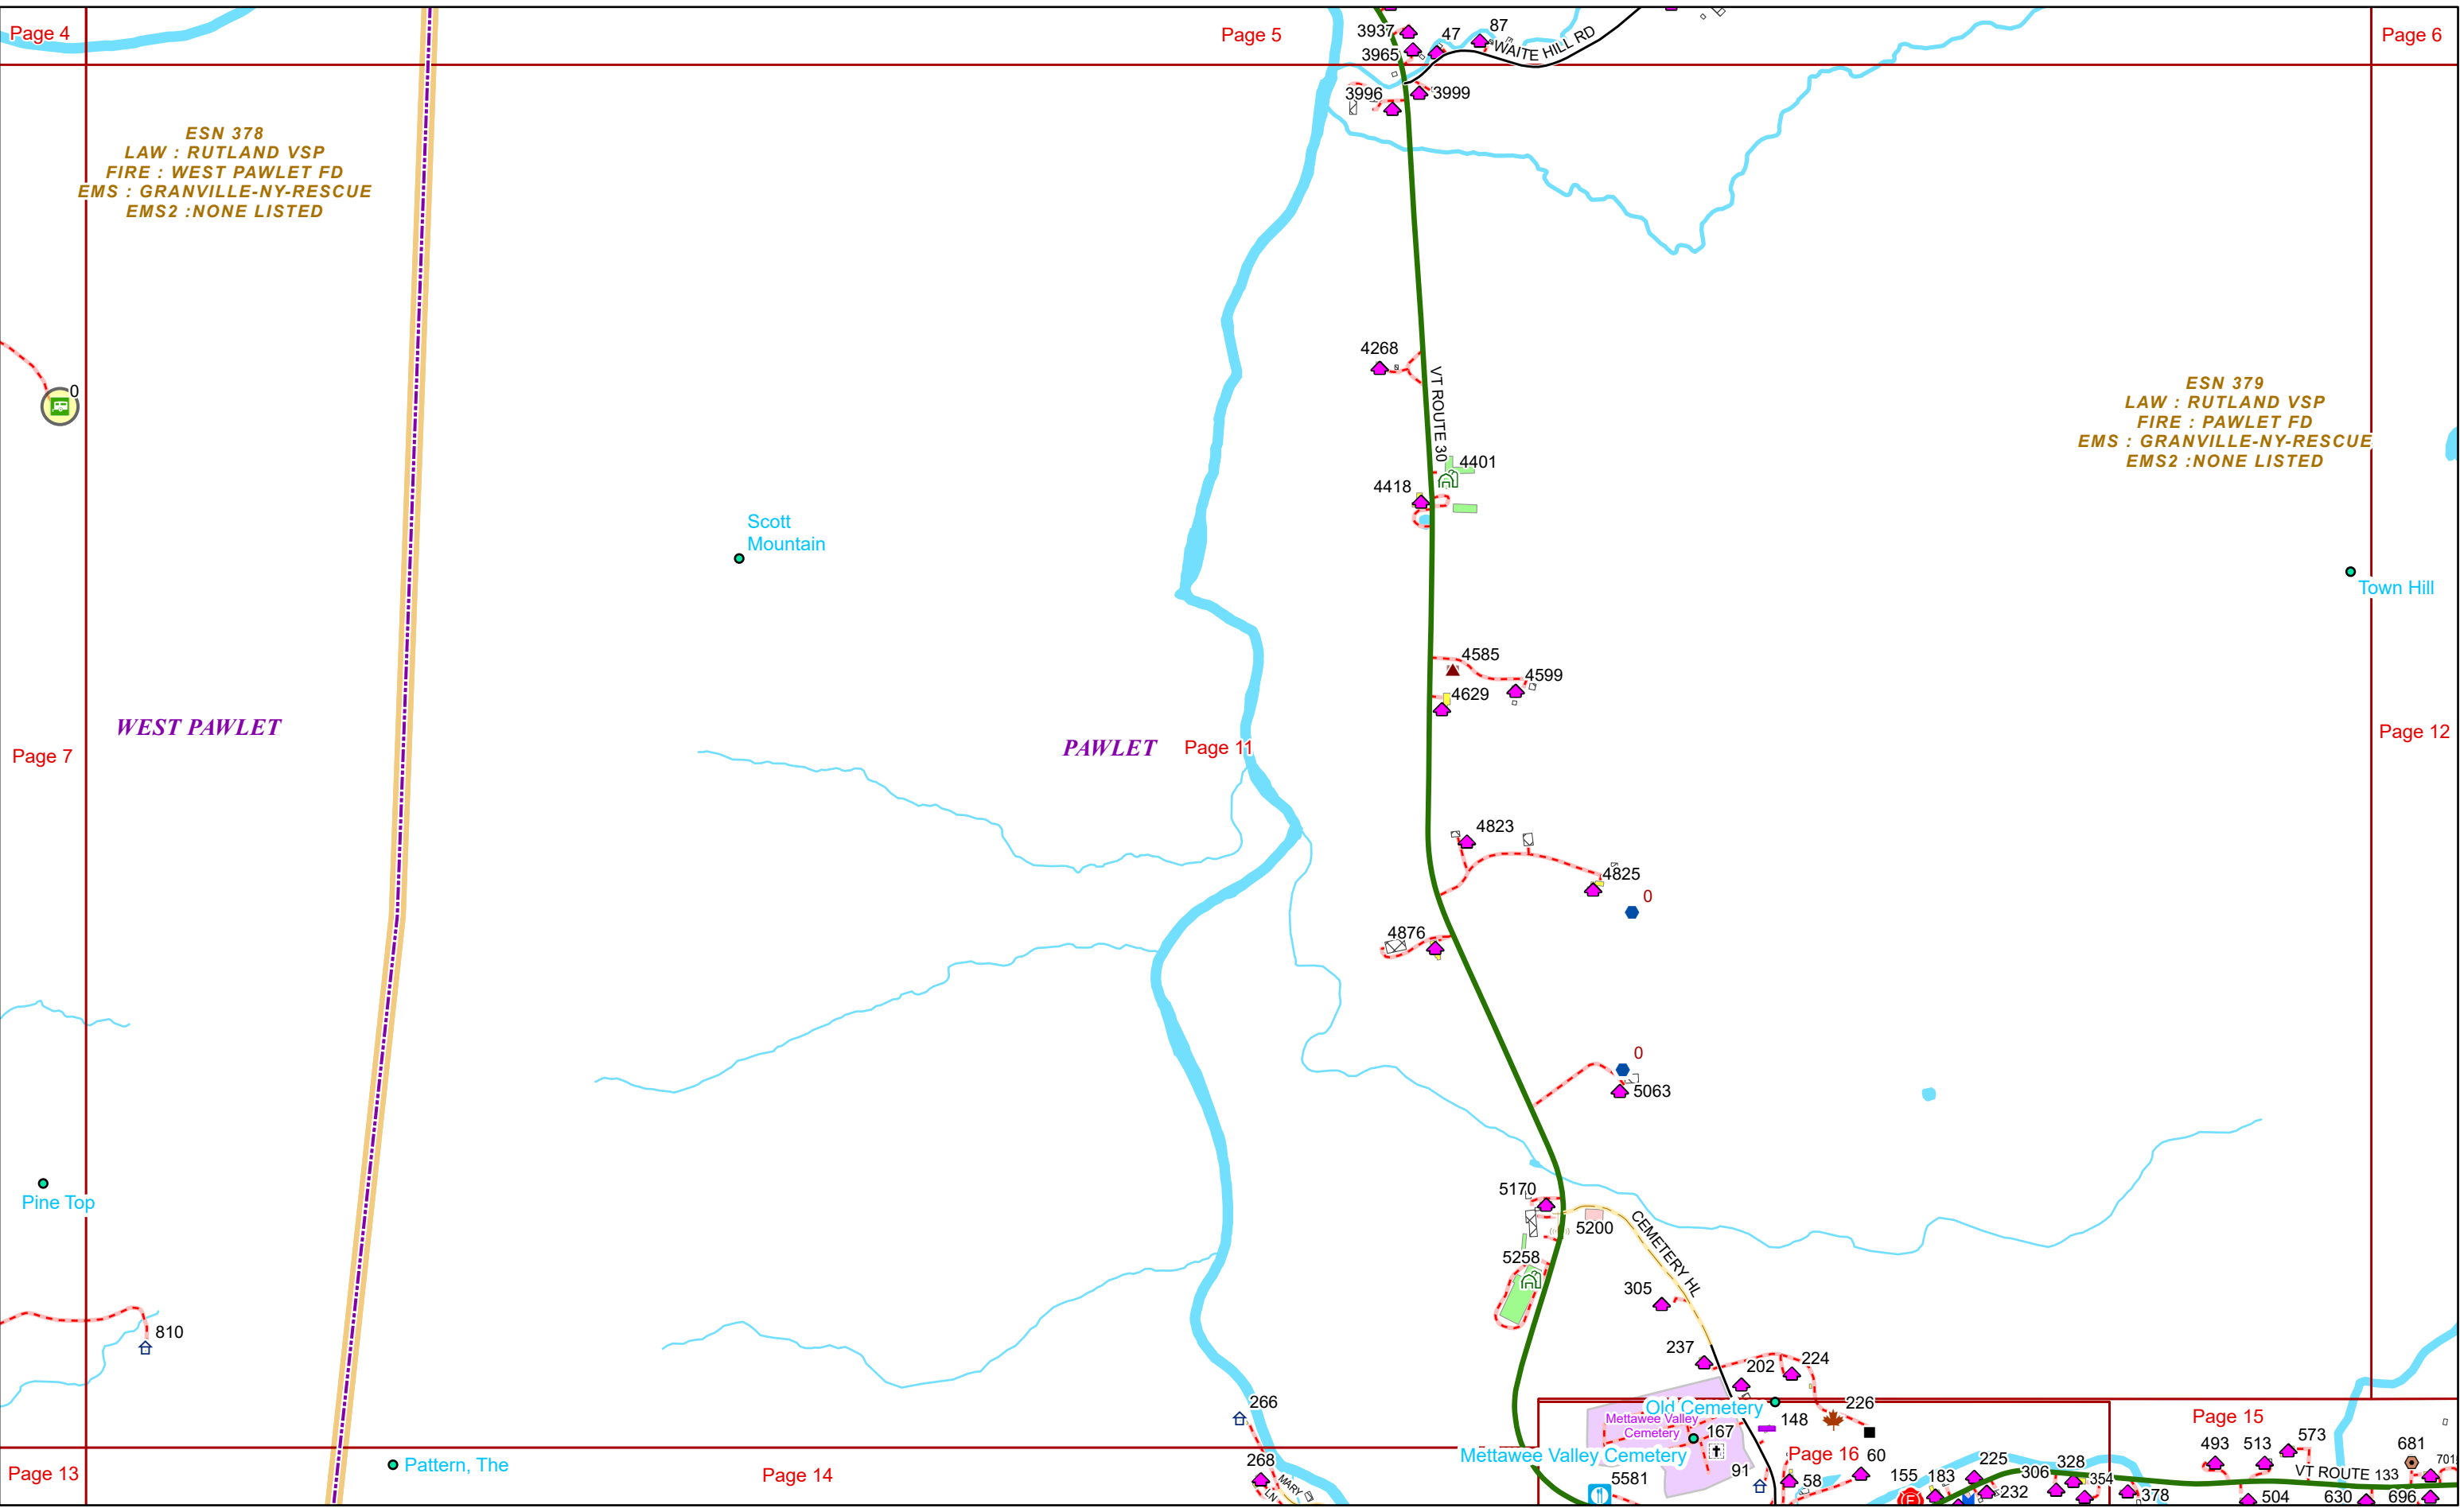 Page 4
Page 5
3937
3965
47
87
WAITE HILL RD
Page 6
3996
3999
ESN 378
LAW : RUTLAND VSP
FIRE : WEST PAWLET FD
EMS : GRANVILLE-NY-RESCUE
EMS2 :NONE LISTED
4268
VT ROUTE 30
0
ESN 379
LAW : RUTLAND VSP
FIRE : PAWLET FD
EMS : GRANVILLE-NY-RESCUE
EMS2 :NONE LISTED
4401
4418
Scott
Mountain
Town Hill
4585
4599
4629
WEST PAWLET
PAWLET
Page 11
Page 7
Page 12
4823
4825
0
4876
0
5063
5170
Pine Top
5200
CEMETERY HL
5258
305
810
237
202
224
266
Old Cemetery
226
Mettawee Valley
Cemetery
148
167
Page 15
Mettawee Valley Cemetery
Page 16
573
493
513
681
Page 13
Pattern, The
Page 14
268
MARY
LN
5581
91
58
60
155
183
225
232
306
328
354
378
VT ROUTE 133
504
630
696
701